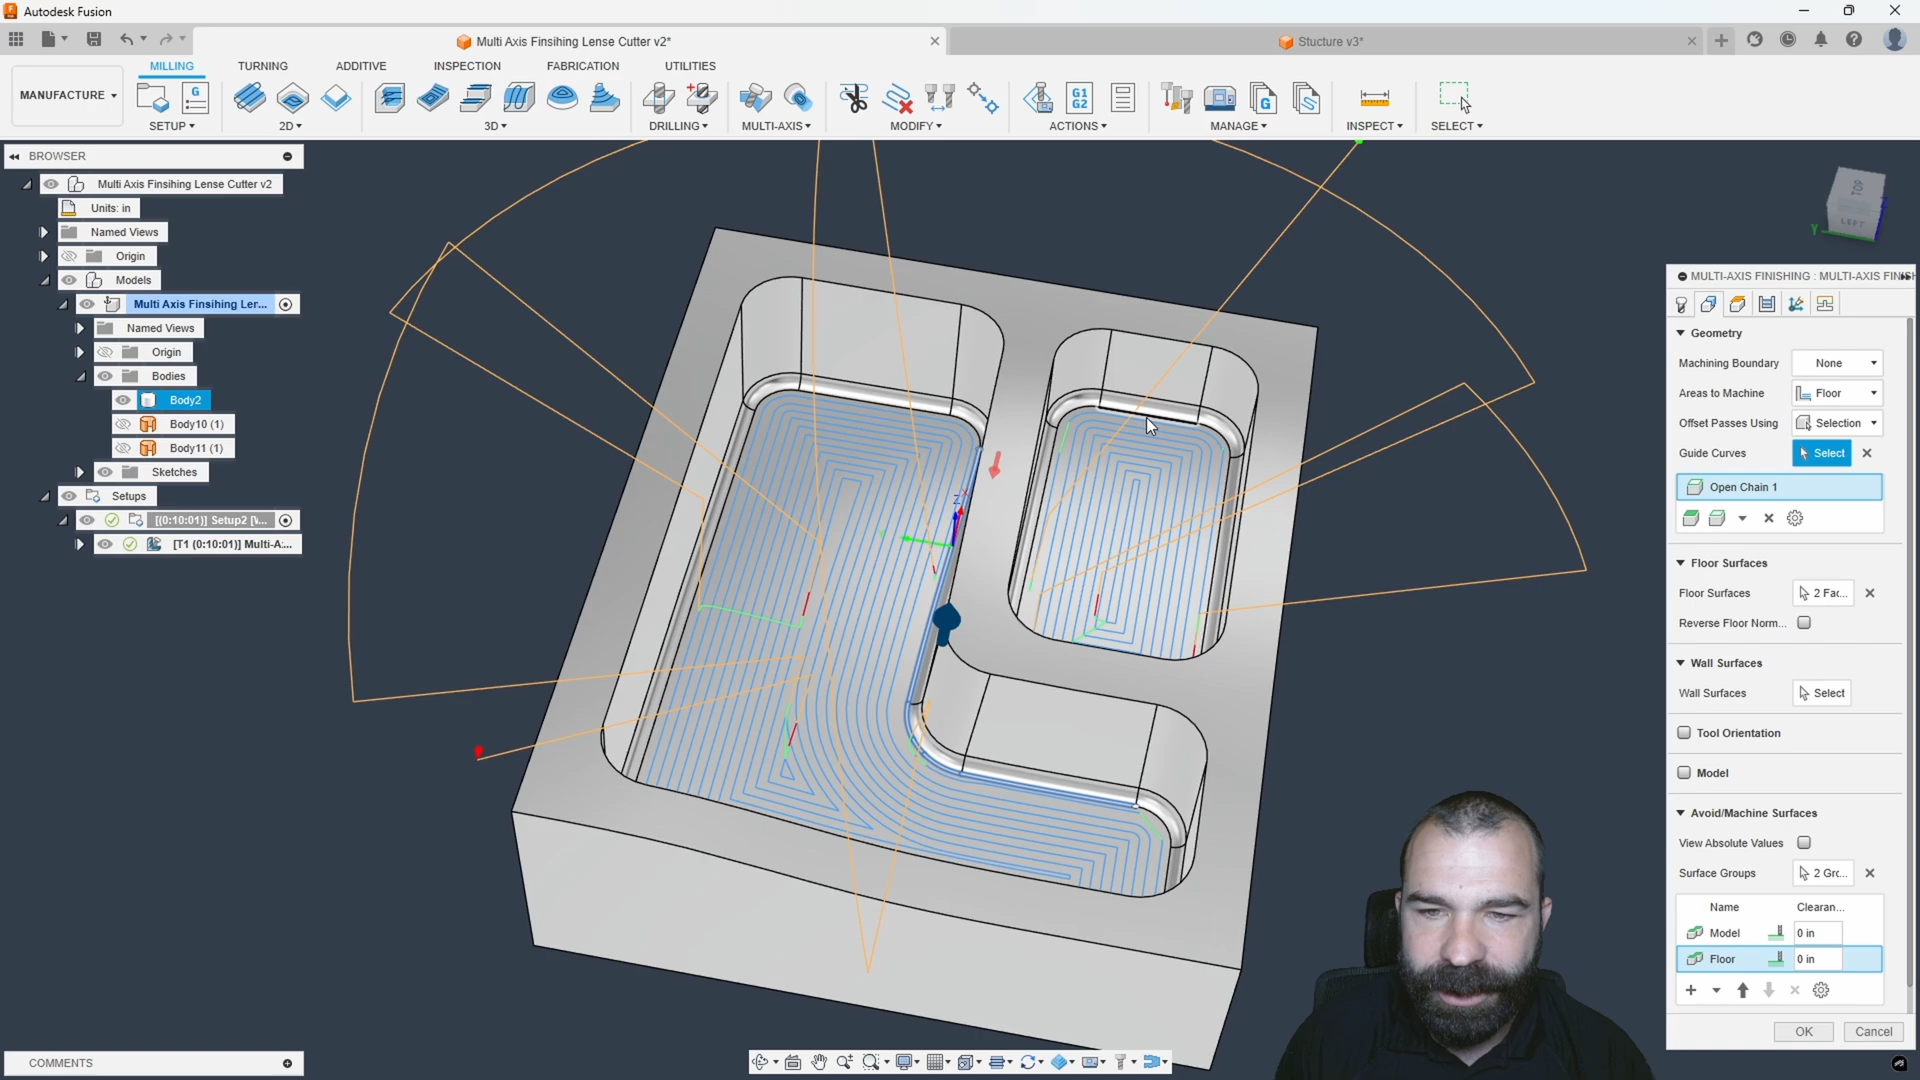 Autodesk Fusion
Multi Axis Finsihing Lense Cutter v2*
Stucture v3*
MILLING
TURNING
ADDITIVE
INSPECTION
FABRICATION
UTILITIES
MANUFACTURE
SETUP
2D
3D
DRILLING
MULTI-AXIS
MODIFY
ACTIONS
MANAGE
INSPECT
SELECT
BROWSER
Multi Axis Finsihing Lense Cutter v2
Units: in
Named Views
Origin
Models
Multi Axis Finsihing Ler...
Named Views
Origin
Bodies
Body2
Body10 (1)
Body11 (1)
Sketches
Setups
[(0:10:01)] Setup2 [\...
[T1 (0:10:01)] Multi-A:...
COMMENTS
TOP
LEFT
Y
Z
MULTI-AXIS FINISHING : MULTI-AXIS FINISH
Geometry
Machining Boundary
None
Areas to Machine
Floor
Offset Passes Using
Selection
Guide Curves
Select
Open Chain 1
Floor Surfaces
Floor Surfaces
2 Fac...
Reverse Floor Norm...
Wall Surfaces
Wall Surfaces
Select
Tool Orientation
Model
Avoid/Machine Surfaces
View Absolute Values
Surface Groups
2 Grc...
Name
Clearan...
Model
0 in
Floor
0 in
OK
Cancel